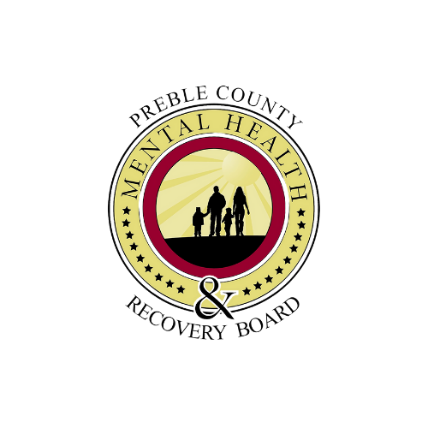 PREBLE COUNTY
MENTAL HEALTH
&
RECOVERY BOARD